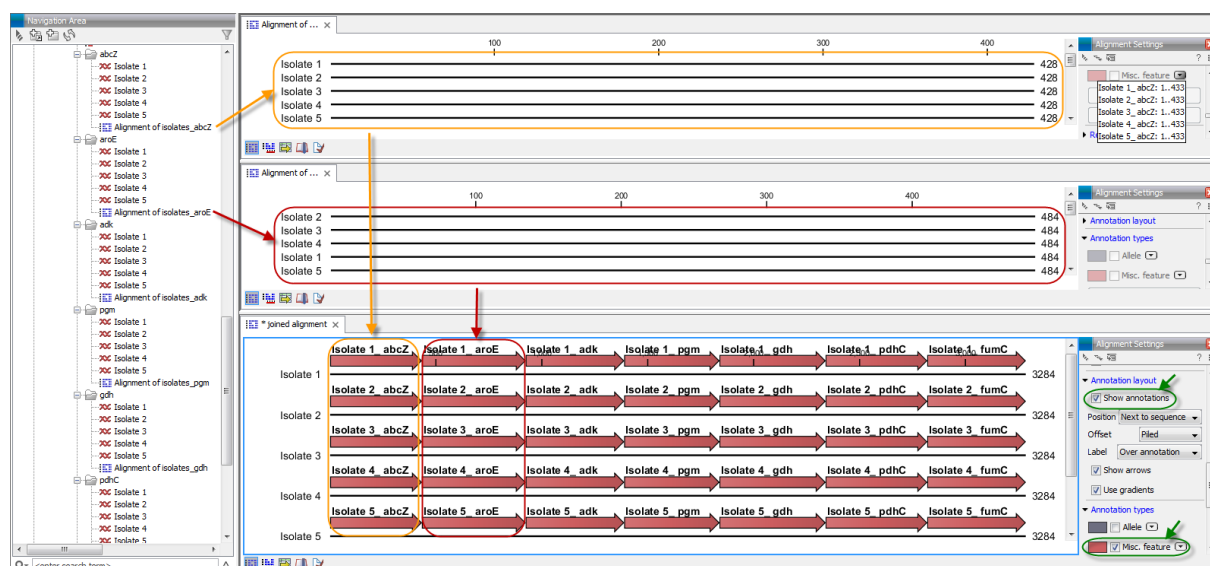 Navigation Area
abcZ
Isolate 1
Isolate 2
Isolate 3
Isolate 4
Isolate 5
Alignment of isolates_abcZ
aroE
Isolate 1
Isolate 2
Isolate 3
Isolate 4
Isolate 5
Alignment of isolates_aroE
adk
Isolate 1
Isolate 2
Isolate 3
Isolate 4
Isolate 5
Alignment of isolates_adk
pgm
Isolate 1
Isolate 2
Isolate 3
Isolate 4
Isolate 5
Alignment of isolates_pgm
gdh
Isolate 1
Isolate 2
Isolate 3
Isolate 4
Isolate 5
Alignment of isolates_gdh
pdhC
Isolate 1
Isolate 2
Isolate 3
Isolate 4
Isolate 5
<enter search term>
Alignment of ...
100 200 300 400
Isolate 1 428
Isolate 2 428
Isolate 3 428
Isolate 4 428
Isolate 5 428
Alignment Settings
?
Misc. feature
Isolate 1_ abcZ: 1..433
Isolate 2_ abcZ: 1..433
Isolate 3_ abcZ: 1..433
Isolate 4_ abcZ: 1..433
Isolate 5_ abcZ: 1..433
Alignment of ...
100 200 300 400
Isolate 2 484
Isolate 3 484
Isolate 4 484
Isolate 1 484
Isolate 5 484
Alignment Settings
?
Annotation layout
Annotation types
Allele
Misc. feature
* joined alignment
Isolate 1_ abcZ Isolate 1_ aroE Isolate 1_ adk Isolate 1_ pgm Isolate 1_ gdh Isolate 1_ pdhC Isolate 1_ fumC
Isolate 1 3284
Isolate 2_ abcZ Isolate 2_ aroE Isolate 2_ adk Isolate 2_ pgm Isolate 2_ gdh Isolate 2_ pdhC Isolate 2_ fumC
Isolate 2 3284
Isolate 3_ abcZ Isolate 3_ aroE Isolate 3_ adk Isolate 3_ pgm Isolate 3_ gdh Isolate 3_ pdhC Isolate 3_ fumC
Isolate 3 3284
Isolate 4_ abcZ Isolate 4_ aroE Isolate 4_ adk Isolate 4_ pgm Isolate 4_ gdh Isolate 4_ pdhC Isolate 4_ fumC
Isolate 4 3284
Isolate 5_ abcZ Isolate 5_ aroE Isolate 5_ adk Isolate 5_ pgm Isolate 5_ gdh Isolate 5_ pdhC Isolate 5_ fumC
Isolate 5 3284
Alignment Settings
?
Annotation layout
Show annotations
Position Next to sequence
Offset Piled
Label Over annotation
Show arrows
Use gradients
Annotation types
Allele
Misc. feature